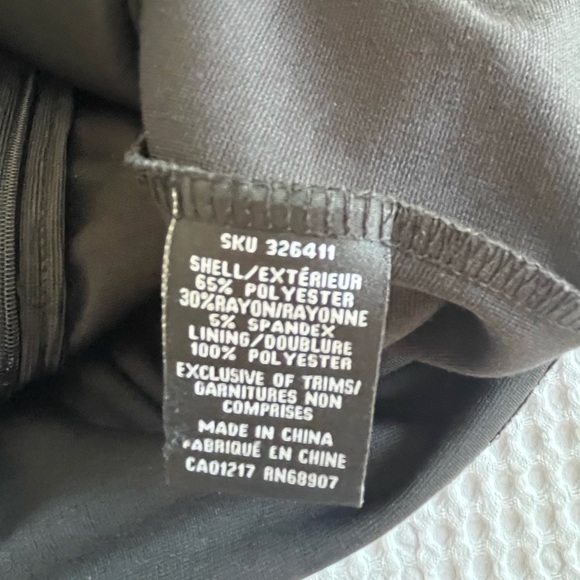 SKU 326411
SHELL/EXTÉRIEUR
65% POLYESTER
30%RAYON/RAYONNE
5% SPANDEX
LINING/DOUBLURE
100% POLYESTER
EXCLUSIVE OF TRIMS/
GARNITURES NON
COMPRISES
MADE IN CHINA
FABRIQUÉ EN CHINE
CA01217 RN68907